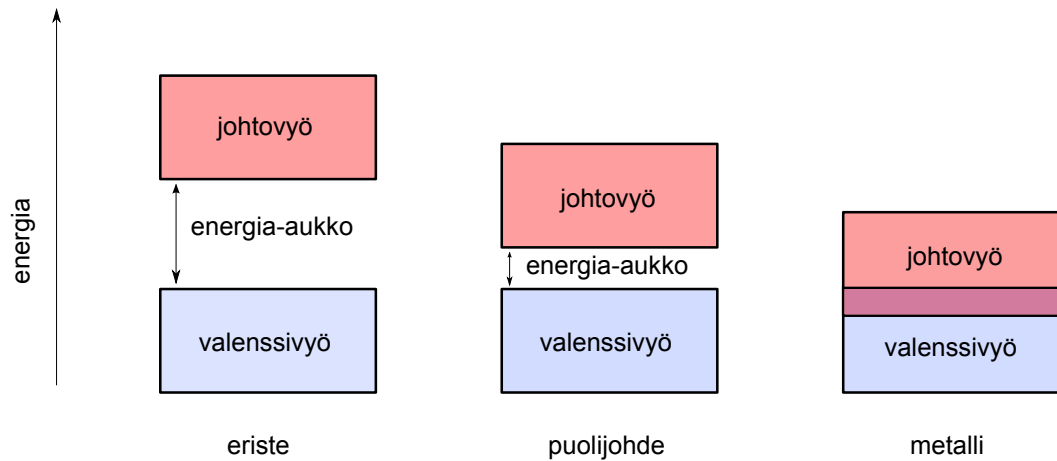 energia
johtovyö
energia-aukko
valenssivyö
eriste
johtovyö
energia-aukko
valenssivyö
puolijohde
johtovyö
valenssivyö
metalli